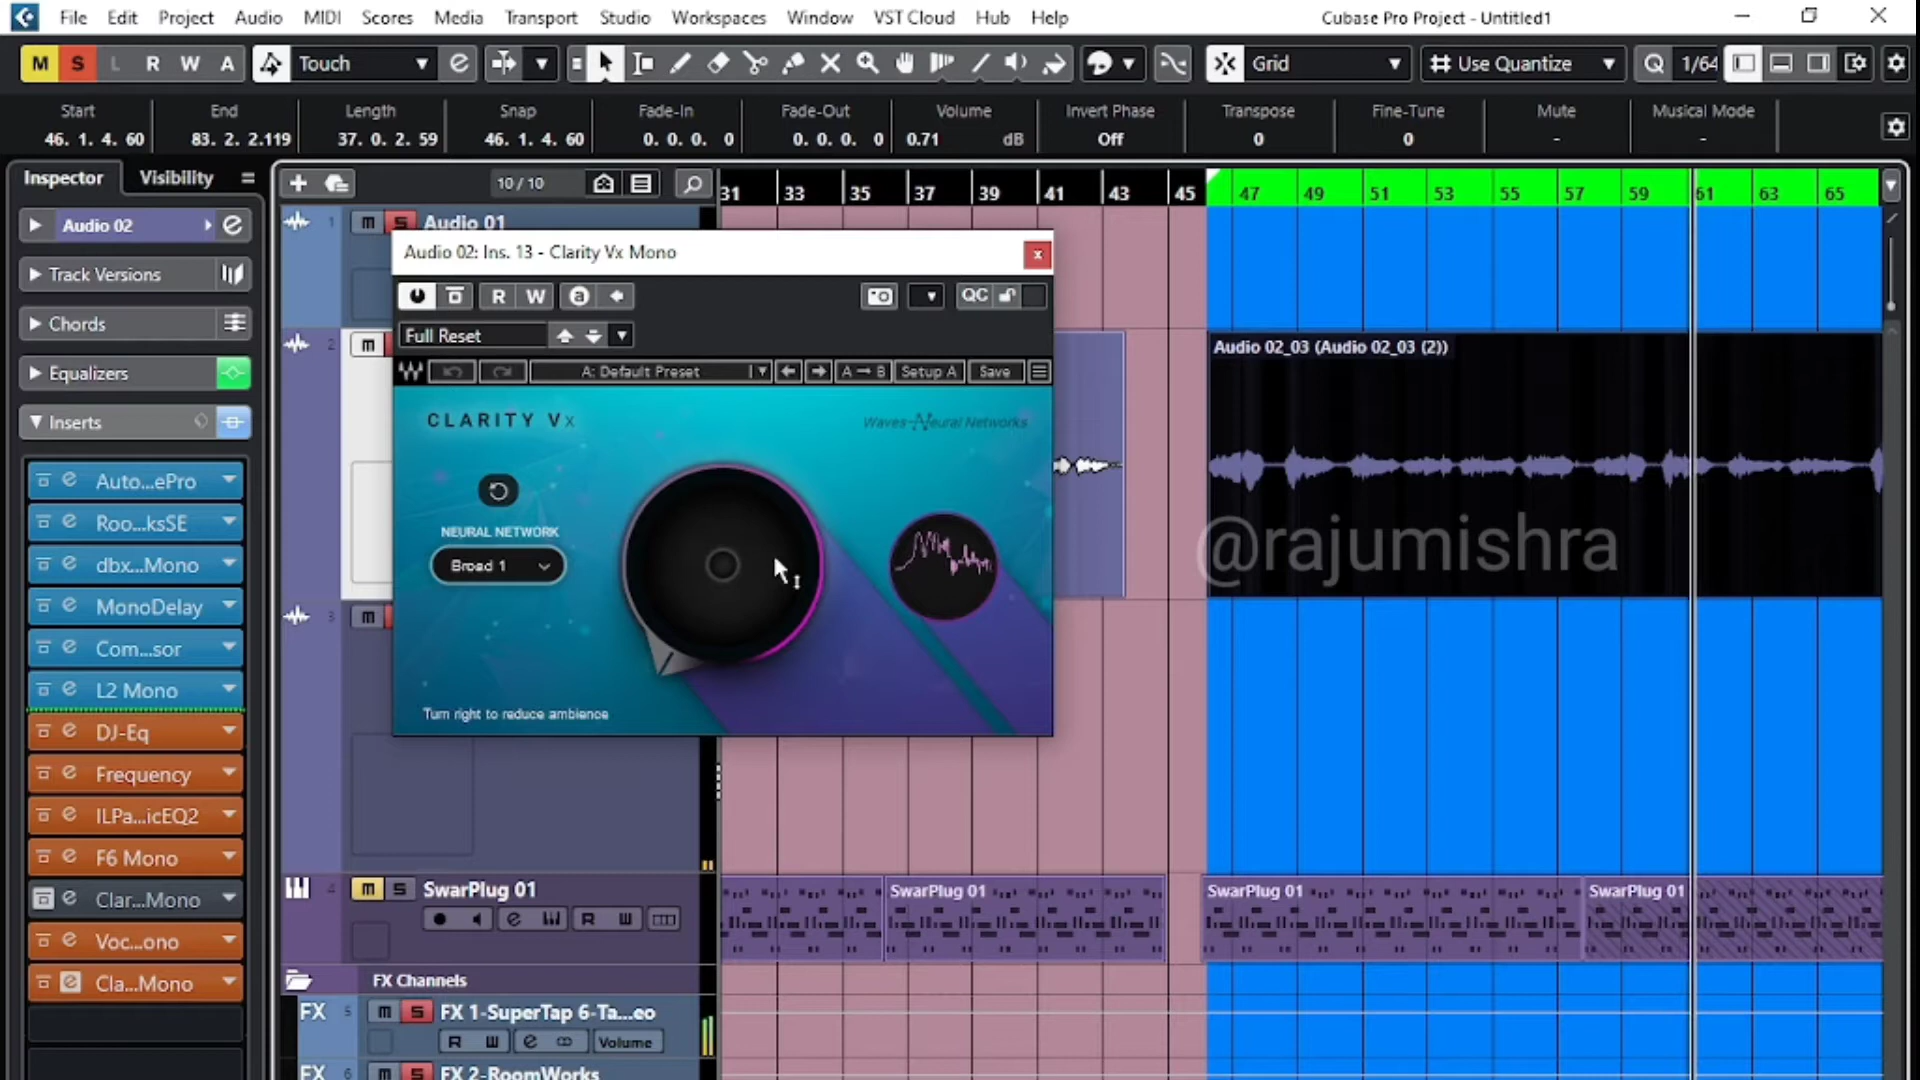 File Edit Project Audio MIDI Scores Media Transport Studio Workspaces Window VST Cloud Hub Help Cubase Pro Project - Untitled1
M S L R W A Touch Grid Use Quantize Q 1/64
Start End Length Snap Fade-In Fade-Out Volume Invert Phase Transpose Fine-Tune Mute Musical Mode
46. 1. 4. 60 83. 2. 2.119 37. 0. 2. 59 46. 1. 4. 60 0. 0. 0. 0 0. 0. 0. 0 0.71 dB Off 0 0 - -
Inspector Visibility 10 / 10 31 33 35 37 39 41 43 45 47 49 51 53 55 57 59 61 63 65
Audio 02
Track Versions
Chords
Equalizers
Inserts
Auto...ePro
Roo...ksSE
dbx...Mono
MonoDelay
Com...sor
L2 Mono
DJ-Eq
Frequency
ILPa...icEQ2
F6 Mono
Clar...Mono
Voc...ono
Cla...Mono
1 m S Audio 01
2 m
3 m
Audio 02: Ins. 13 - Clarity Vx Mono x
R W a QC
Full Reset
A: Default Preset A → B Setup A Save
CLARITY Vx Waves Neural Networks
NEURAL NETWORK
Broad 1
Turn right to reduce ambience
Audio 02_03 (Audio 02_03 (2))
@rajumishra
4 m S SwarPlug 01
R W
SwarPlug 01 SwarPlug 01 SwarPlug 01
FX Channels
FX 5 m S FX 1-SuperTap 6-Ta...eo
R W e Volume
FX 6 m S FX 2-RoomWorks